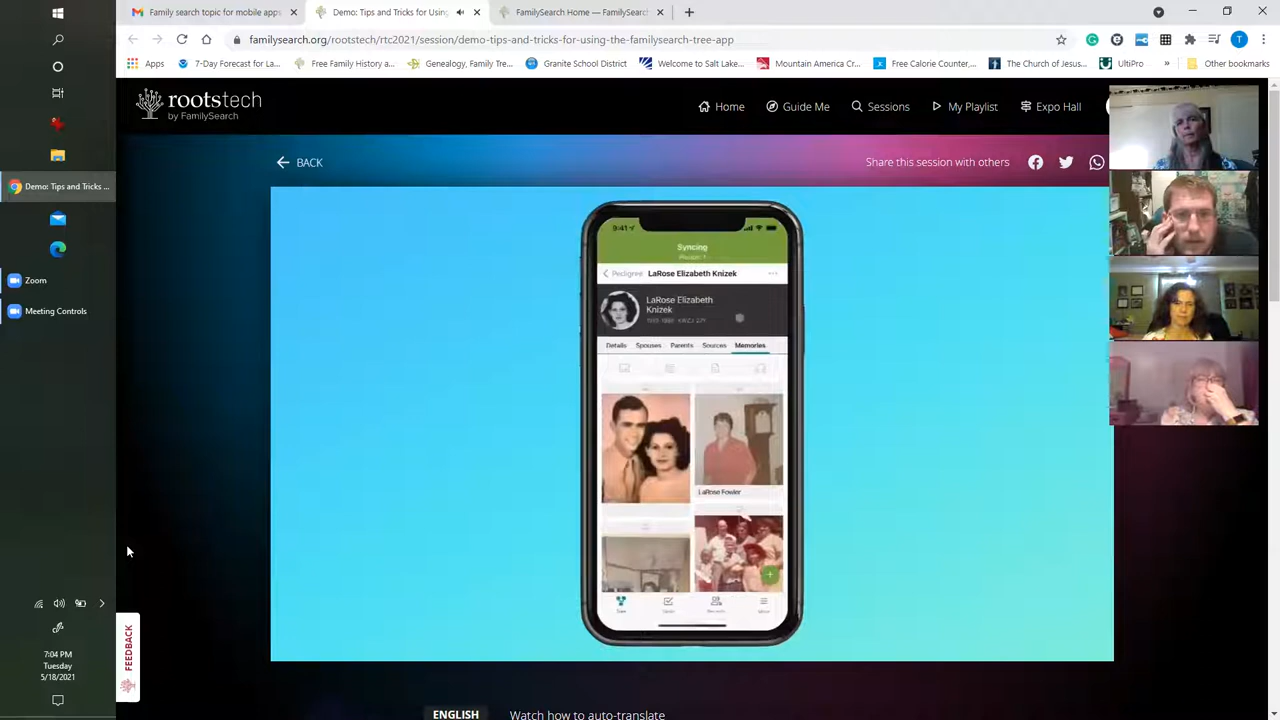 Family search topic for mobile apps
Demo: Tips and Tricks for Using
FamilySearch Home — FamilySearch
familysearch.org/rootstech/rtc2021/session/demo-tips-and-tricks-for-using-the-familysearch-tree-app
T
Apps
7-Day Forecast for La...
Free Family History a...
Genealogy, Family Tre...
Granite School District
Welcome to Salt Lake...
Mountain America Cr...
Free Calorie Counter,...
The Church of Jesus...
UltiPro
»
Other bookmarks
rootstech
by FamilySearch
Home
Guide Me
Sessions
My Playlist
Expo Hall
BACK
Share this session with others
Demo: Tips and Tricks ...
Zoom
Meeting Controls
9:41
Syncing
Pedigree
LaRose Elizabeth Knizek
LaRose Elizabeth
Knizek
Details
Spouses
Parents
Sources
Memories
LaRose Fowler
7:04 PM
Tuesday
5/18/2021
FEEDBACK
ENGLISH
Watch how to auto-translate